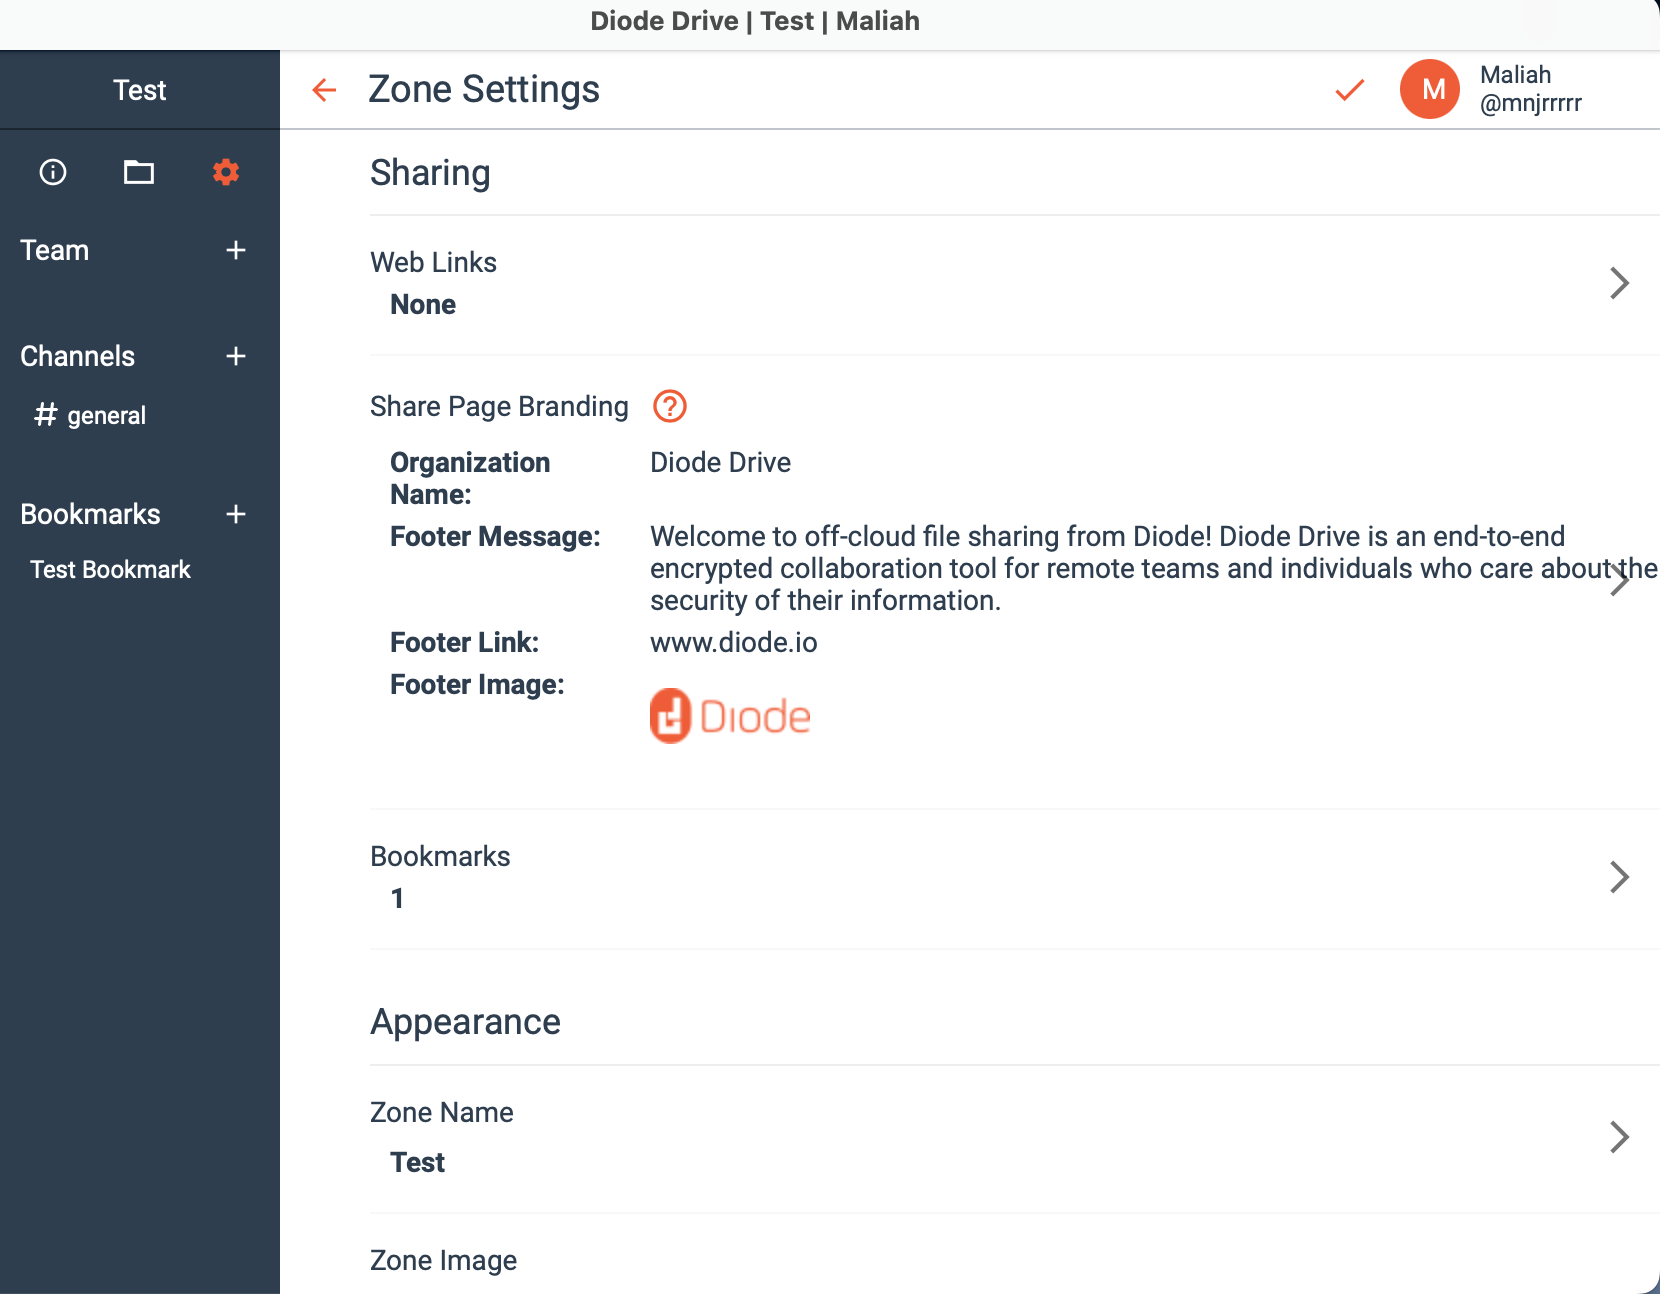 Diode Drive | Test | Maliah
Test
Zone Settings
M
Maliah
@mnjrrrrr
Team
Channels
# general
Bookmarks
Test Bookmark
Sharing
Web Links
None
Share Page Branding
Organization
Name:
Diode Drive
Footer Message:
Welcome to off-cloud file sharing from Diode! Diode Drive is an end-to-end
encrypted collaboration tool for remote teams and individuals who care about the
security of their information.
Footer Link:
www.diode.io
Footer Image:
Diode
Bookmarks
1
Appearance
Zone Name
Test
Zone Image